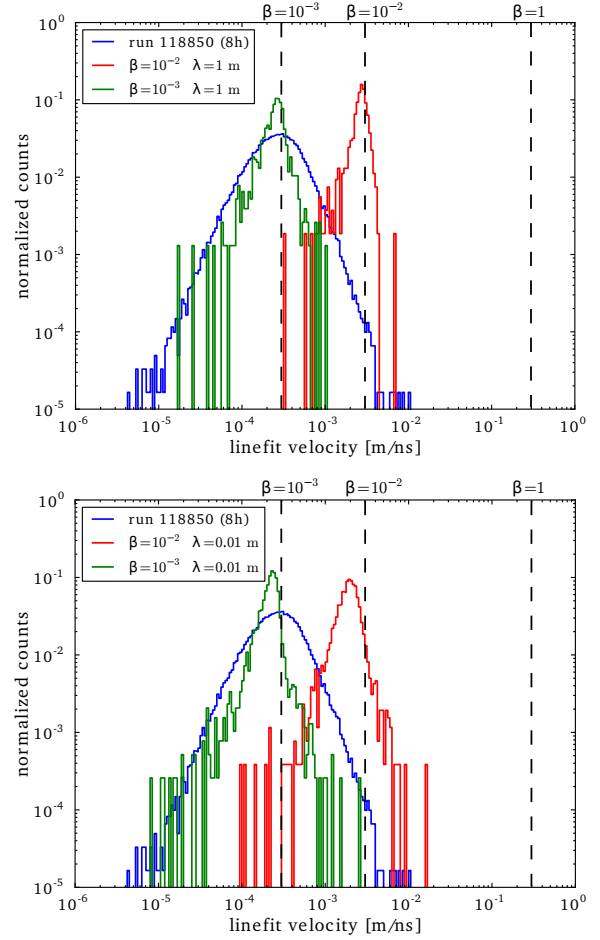 β=10⁻³ β=10⁻² β=1
10⁰
10⁻¹
10⁻²
10⁻³
10⁻⁴
10⁻⁵
normalized counts
run 118850 (8h)
β=10⁻² λ=1 m
β=10⁻³ λ=1 m
10⁻⁶ 10⁻⁵ 10⁻⁴ 10⁻³ 10⁻² 10⁻¹ 10⁰
linefit velocity [m/ns]
β=10⁻³ β=10⁻² β=1
10⁰
10⁻¹
10⁻²
10⁻³
10⁻⁴
10⁻⁵
normalized counts
run 118850 (8h)
β=10⁻² λ=0.01 m
β=10⁻³ λ=0.01 m
10⁻⁶ 10⁻⁵ 10⁻⁴ 10⁻³ 10⁻² 10⁻¹ 10⁰
linefit velocity [m/ns]